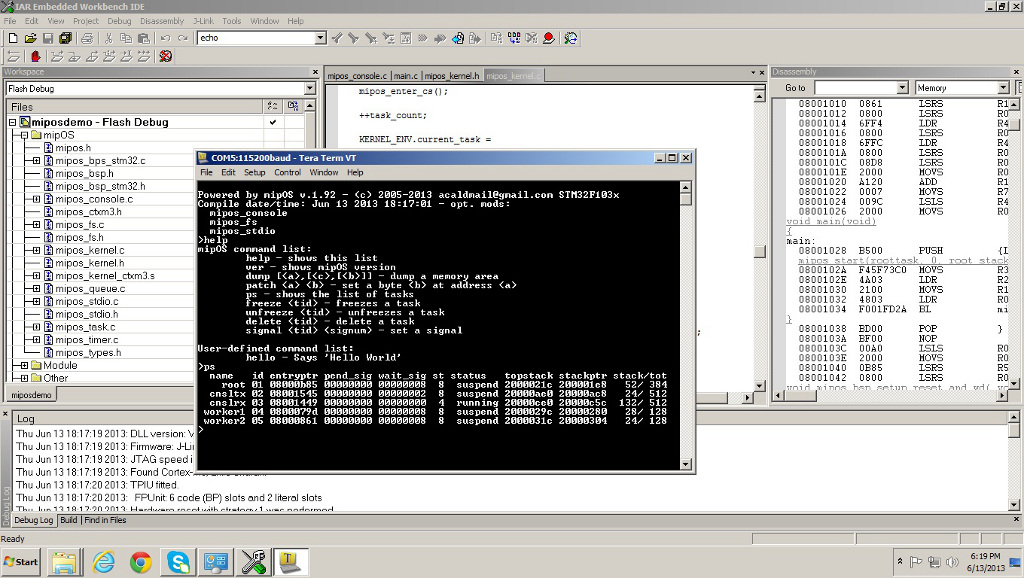 IAR Embedded Workbench IDE
File Edit View Project Debug Disassembly J-Link Tools Window Help
echo
Workspace
Flash Debug
Files
miposdemo - Flash Debug
mipOS
mipos.h
mipos_bps_stm32.c
mipos_bsp.h
mipos_bsp_stm32.h
mipos_console.c
mipos_ctxm3.h
mipos_fs.c
mipos_fs.h
mipos_kernel.c
mipos_kernel.h
mipos_kernel_ctxm3.s
mipos_queue.c
mipos_stdio.c
mipos_stdio.h
mipos_task.c
mipos_timer.c
mipos_types.h
Module
Other
miposdemo
mipos_console.c main.c mipos_kernel.h mipos_kernel.c
mipos_enter_cs();
++task_count;
KERNEL_ENV.current_task =
COM5:115200baud - Tera Term VT
File Edit Setup Control Window Help
Powered by mipOS v.1.92 - (c) 2005-2013 acaldmail@gmail.com STM32F103x
Compile date/time: Jun 13 2013 18:17:01 - opt. mods:
mipos_console
mipos_fs
mipos_stdio
>help
mipOS command list:
help - shows this list
ver - shows mipOS version
dump [<a>,[<c>,[<b>]] - dump a memory area
patch <a> <b> - set a byte <b> at address <a>
ps - shows the list of tasks
freeze <tid> - freezes a task
unfreeze <tid> - unfreezes a task
delete <tid> - delete a task
signal <tid> <signum> - set a signal
User-defined command list:
hello - Says 'Hello World'
>ps
name id entryptr pend_sig wait_sig st status topstack stackptr stack/tot
root 01 08000b85 00000000 00000008 8 suspend 2000021c 200001c8 52/ 384
cnsltx 02 08001545 00000000 00000002 8 suspend 20000ac0 20000ac8 24/ 512
cnslrx 03 08001449 00000000 00000000 4 running 20000ce0 20000c5c 132/ 512
worker1 04 0800079d 00000000 00000008 8 suspend 2000029c 20000280 28/ 128
worker2 05 08000861 00000000 00000008 8 suspend 2000031c 20000304 24/ 128
>
Disassembly
Go to Memory
08001010 0861 LSRS R1
08001012 0800 LSRS R0
08001014 6FF4 LDR R4
08001016 0800 LSRS R0
08001018 6FFC LDR R4
0800101A 0800 LSRS R0
0800101C 08D8 LSRS R0
0800101E 2000 MOVS R0
08001020 A120 ADD R1
08001022 0007 MOVS R7
08001024 009C LSLS R4
08001026 2000 MOVS R0
void main(void)
{
main:
08001028 B500 PUSH {L
mipos_start(roottask, 0, root_stack
0800102A F45F73C0 MOVS R3
0800102E 4A03 LDR R2
08001030 2100 MOVS R1
08001032 4803 LDR R0
08001034 F001FD2A BL mi
}
08001038 BD00 POP }
0800103A BF00 NOP
0800103C 00A0 LSLS R0
0800103E 2000 MOVS R0
08001040 0B85 LSRS R5
08001042 0800 LSRS R0
Log
Thu Jun 13 18:17:19 2013: DLL version: V
Thu Jun 13 18:17:19 2013: Firmware: J-Lin
Thu Jun 13 18:17:19 2013: JTAG speed i
Thu Jun 13 18:17:19 2013: Found Cortex-
Thu Jun 13 18:17:20 2013: TPIU fitted.
Thu Jun 13 18:17:20 2013: FPUnit: 6 code (BP) slots and 2 literal slots
Thu Jun 13 18:17:20 2013: Hardware reset with strategy 1 was performed
Debug Log
Debug Log Build Find in Files
Ready
Start
6:19 PM
6/13/2013